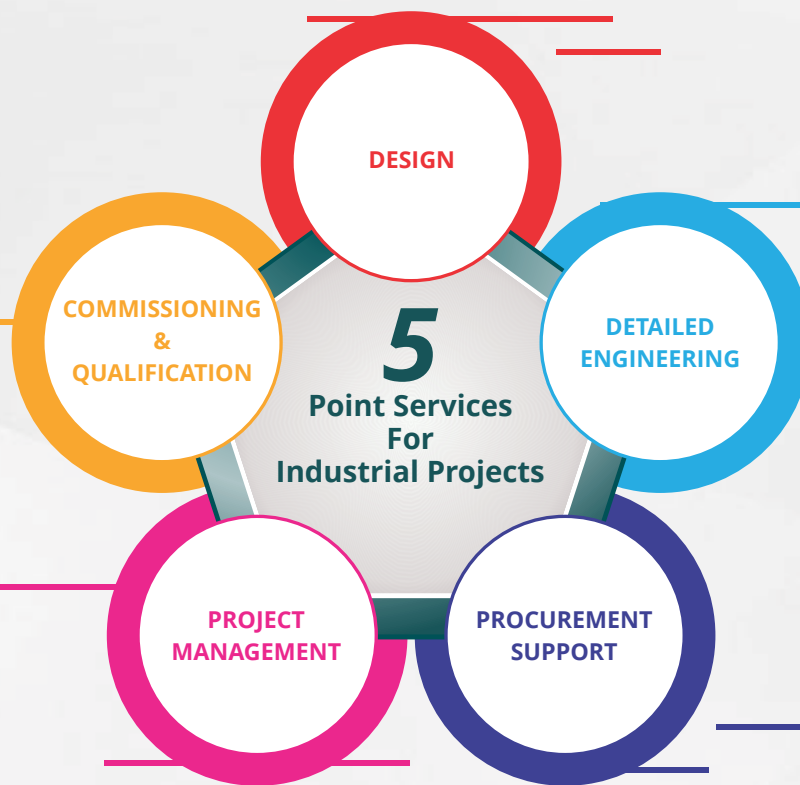 DESIGN
DETAILED
ENGINEERING
PROCUREMENT
SUPPORT
PROJECT
MANAGEMENT
COMMISSIONING
&
QUALIFICATION
5
Point Services
For
Industrial Projects